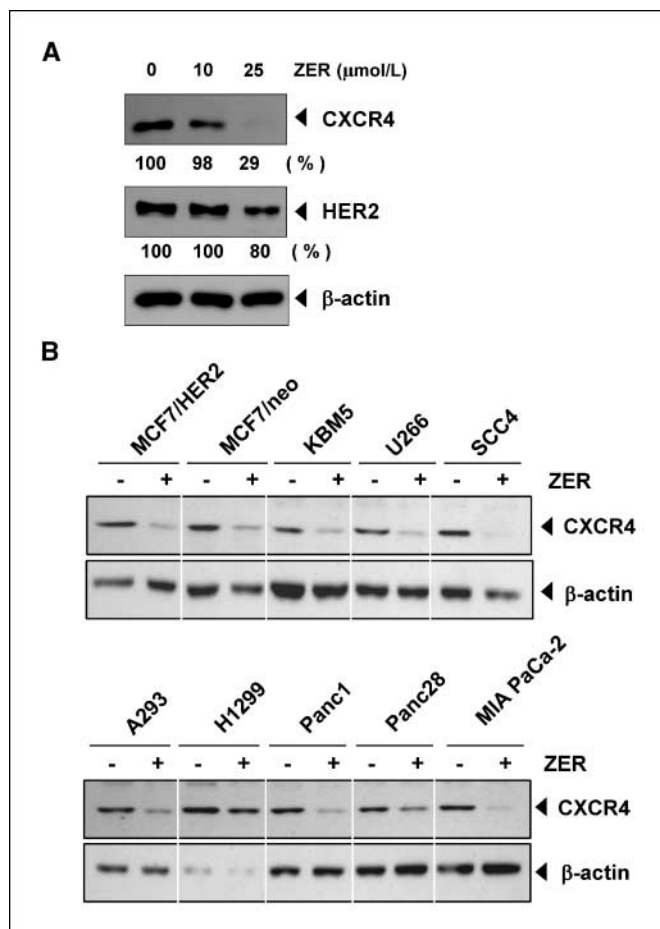 A
0 10 25 ZER (μmol/L)
◄ CXCR4
100 98 29 ( % )
◄ HER2
100 100 80 ( % )
◄ β-actin
B
MCF7/HER2 MCF7/neo KBM5 U266 SCC4
- + - + - + - + - + ZER
◄ CXCR4
◄ β-actin
A293 H1299 Panc1 Panc28 MIA PaCa-2
- + - + - + - + - + ZER
◄ CXCR4
◄ β-actin